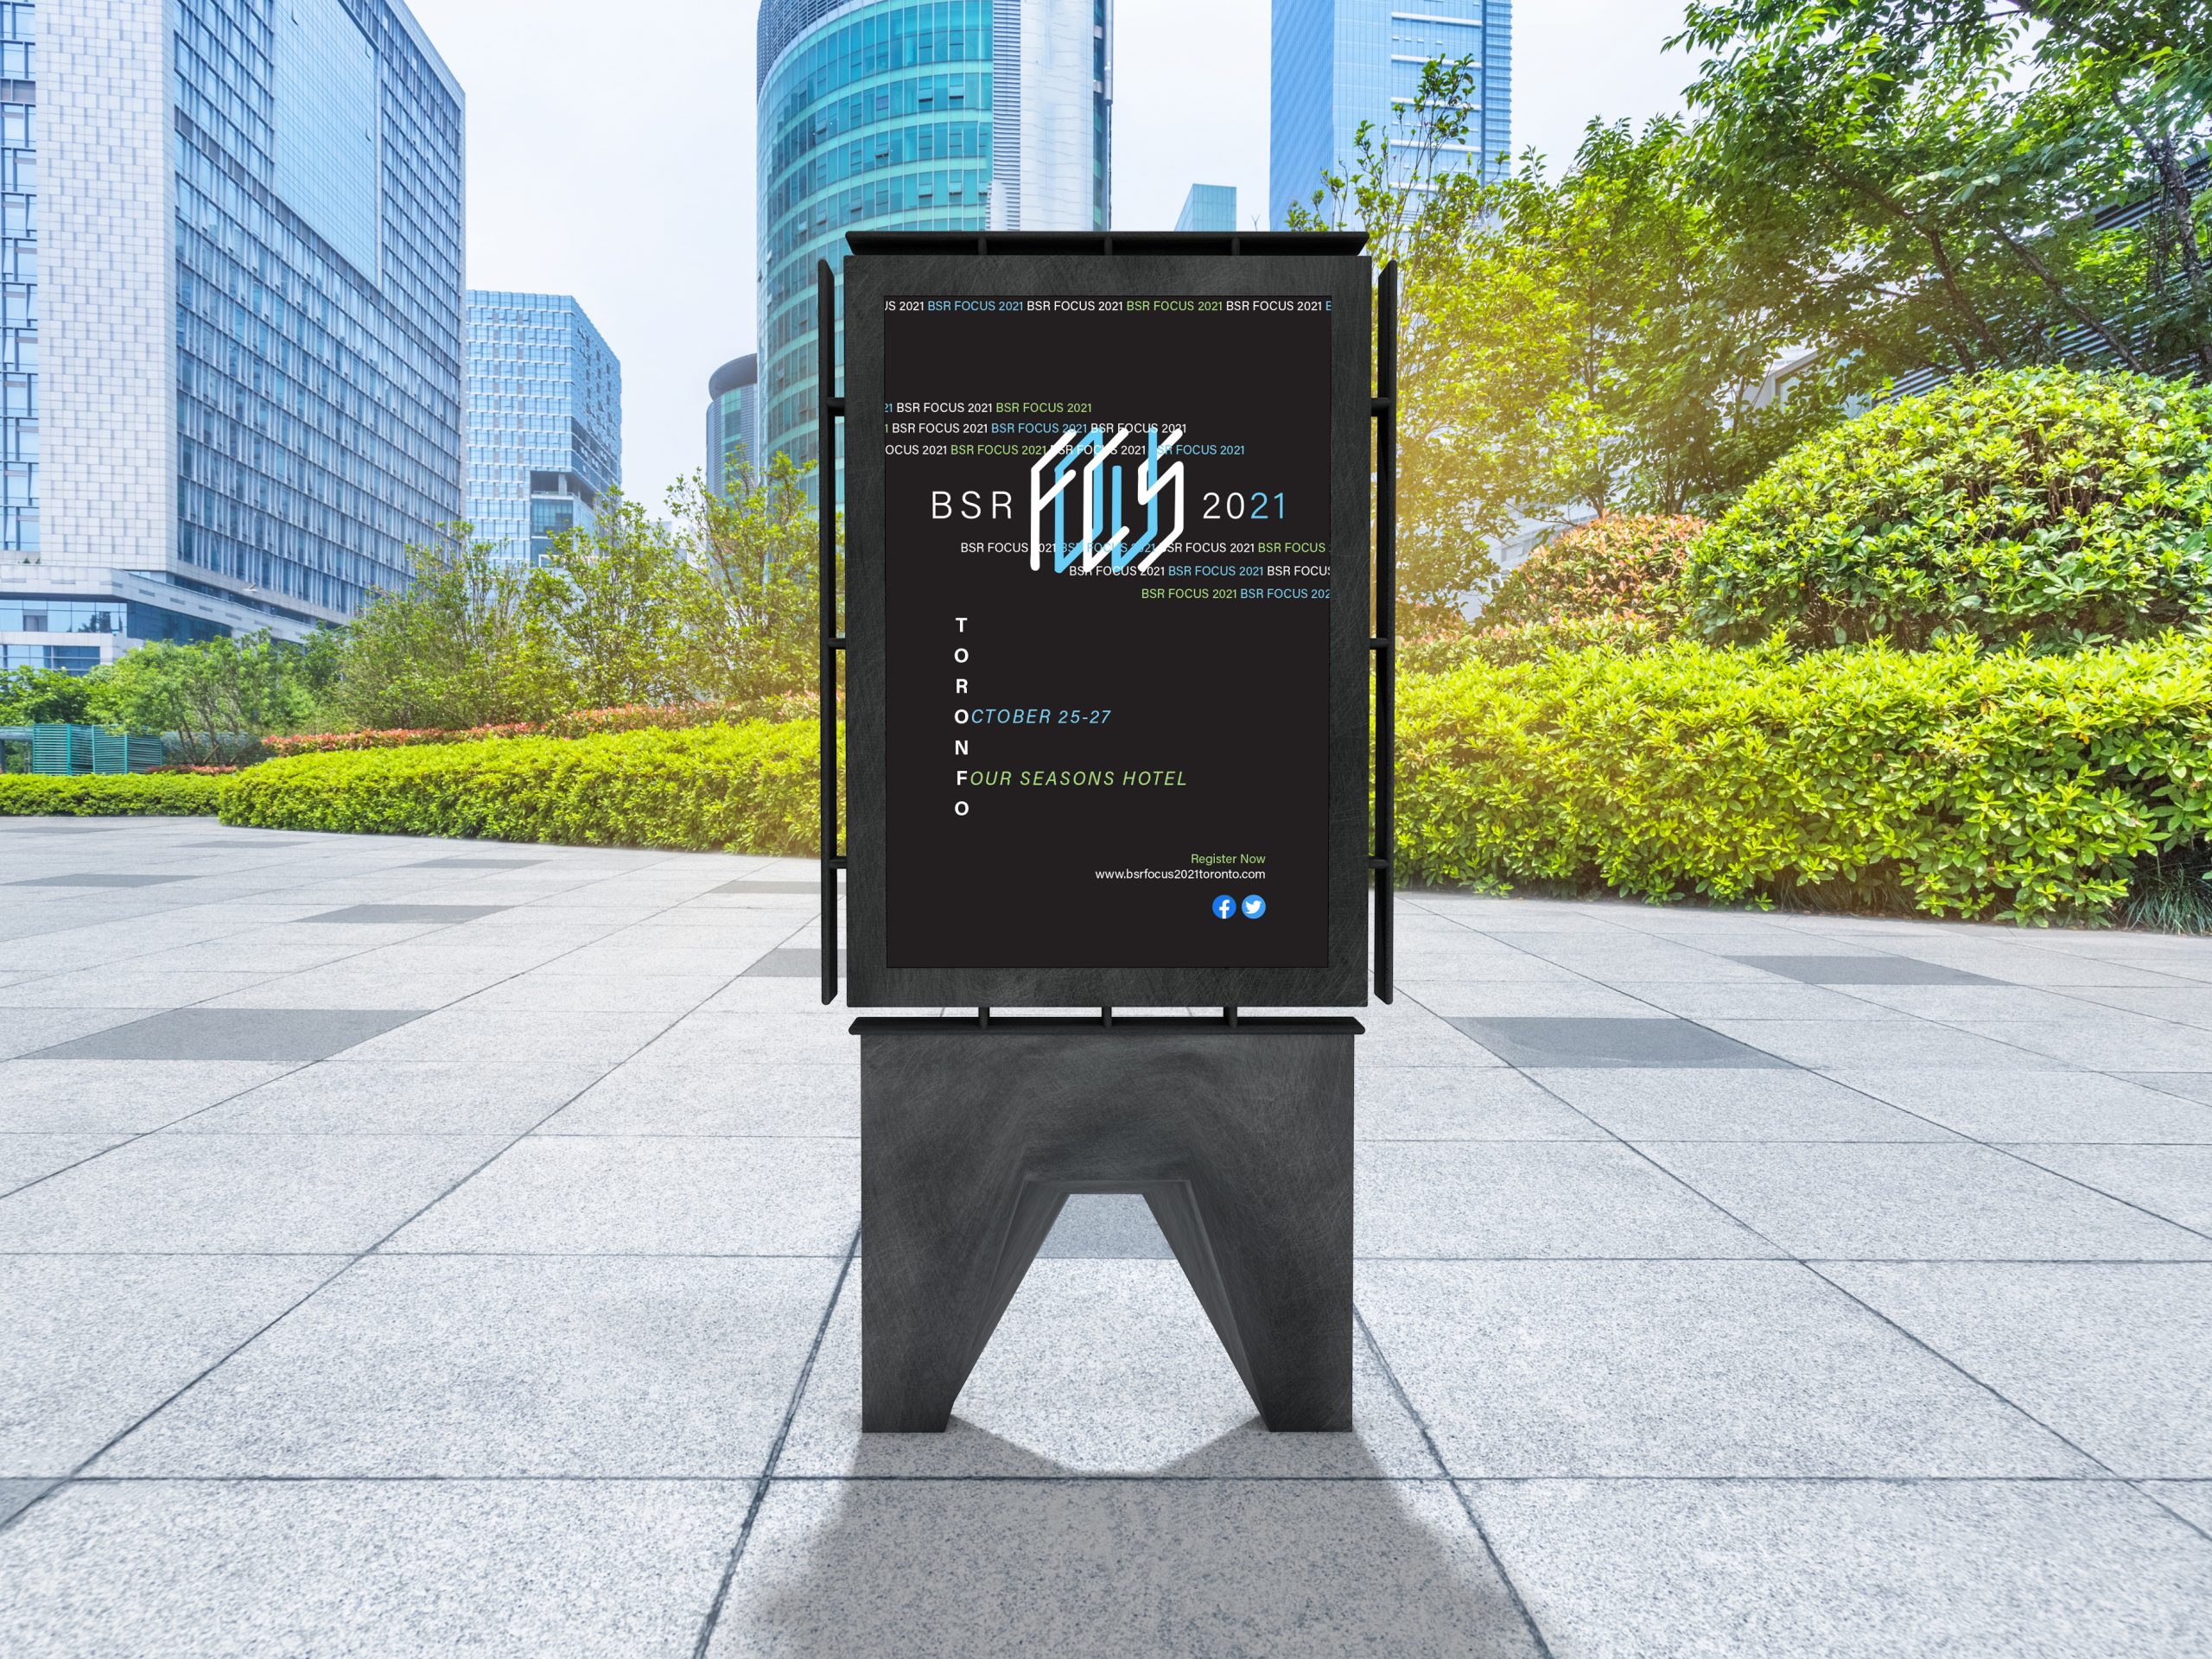 US 2021 BSR FOCUS 2021 BSR FOCUS 2021 BSR FOCUS 2021 BSR FOCUS 2021 B
21 BSR FOCUS 2021 BSR FOCUS 2021
1 BSR FOCUS 2021 BSR FOCUS 2021 BSR FOCUS 2021
OCUS 2021 BSR FOCUS 2021 BSR FOCUS 2021 BSR FOCUS 2021
BSR FOCUS 2021
BSR FOCUS 2021 BSR FOCUS 2021 BSR FOCUS 2021 BSR FOCUS
BSR FOCUS 2021 BSR FOCUS 2021 BSR FOCUS
BSR FOCUS 2021 BSR FOCUS 202
T
O
R
OCTOBER 25-27
N
FOUR SEASONS HOTEL
O
Register Now
www.bsrfocus2021toronto.com